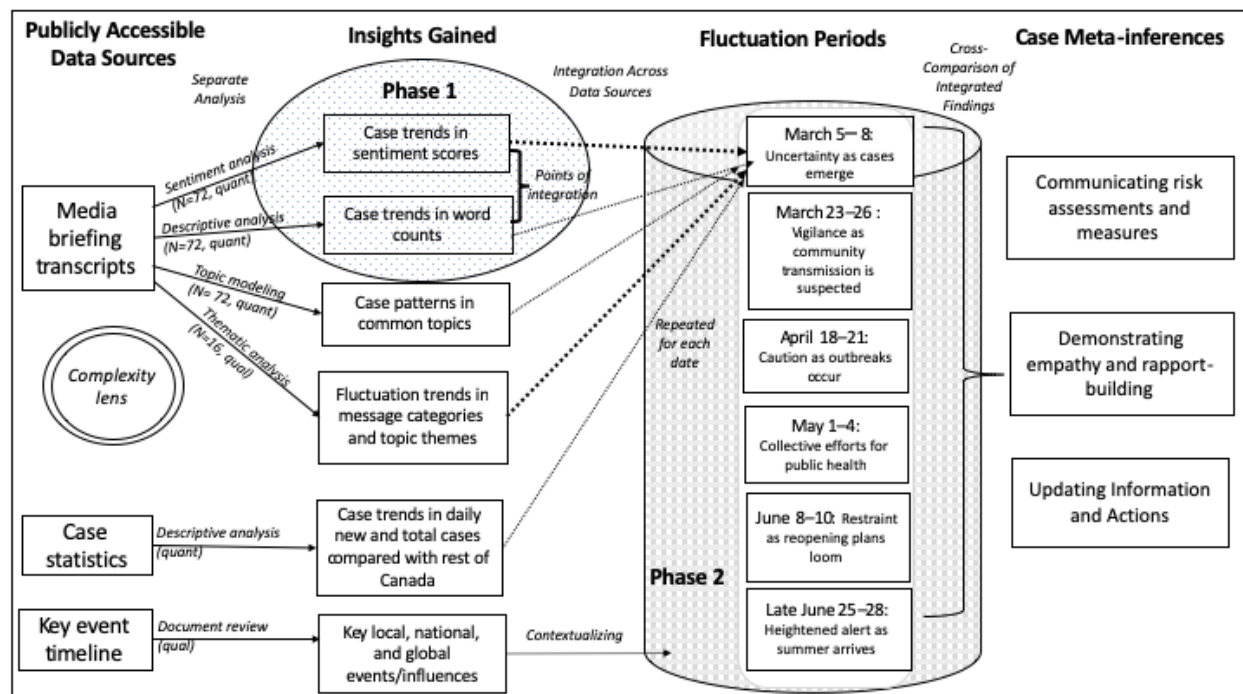 Publicly Accessible
Data Sources
Insights Gained
Fluctuation Periods
Case Meta-inferences
Separate
Analysis
Integration Across
Data Sources
Cross-
Comparison of
Integrated
Findings
Phase 1
Media
briefing
transcripts
Sentiment analysis
(N=72, quant)
Descriptive analysis
(N=72, quant)
Topic modeling
(N= 72, quant)
Thematic analysis
(N=16, qual)
Case trends in
sentiment scores
Points of
integration
Case trends in word
counts
Case patterns in
common topics
Fluctuation trends in
message categories
and topic themes
Complexity
lens
Case
statistics
Descriptive analysis
(quant)
Case trends in daily
new and total cases
compared with rest of
Canada
Key event
timeline
Document review
(qual)
Key local, national,
and global
events/influences
Contextualizing
Repeated
for each
date
Phase 2
March 5–8:
Uncertainty as cases
emerge
March 23–26 :
Vigilance as
community
transmission is
suspected
April 18–21:
Caution as outbreaks
occur
May 1–4:
Collective efforts for
public health
June 8–10: Restraint
as reopening plans
loom
Late June 25–28:
Heightened alert as
summer arrives
Communicating risk
assessments and
measures
Demonstrating
empathy and rapport-
building
Updating Information
and Actions